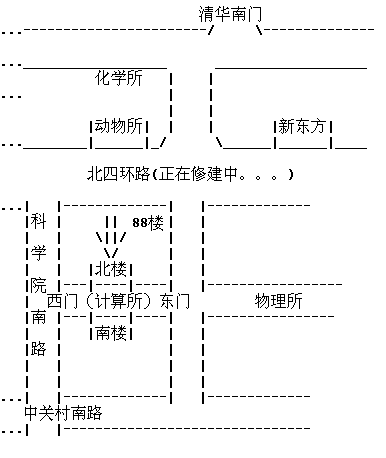 清华南门
化学所
动物所 新东方
北四环路(正在修建中。。。)
88楼
科学院南路
北楼
西门（计算所）东门 物理所
南楼
中关村南路